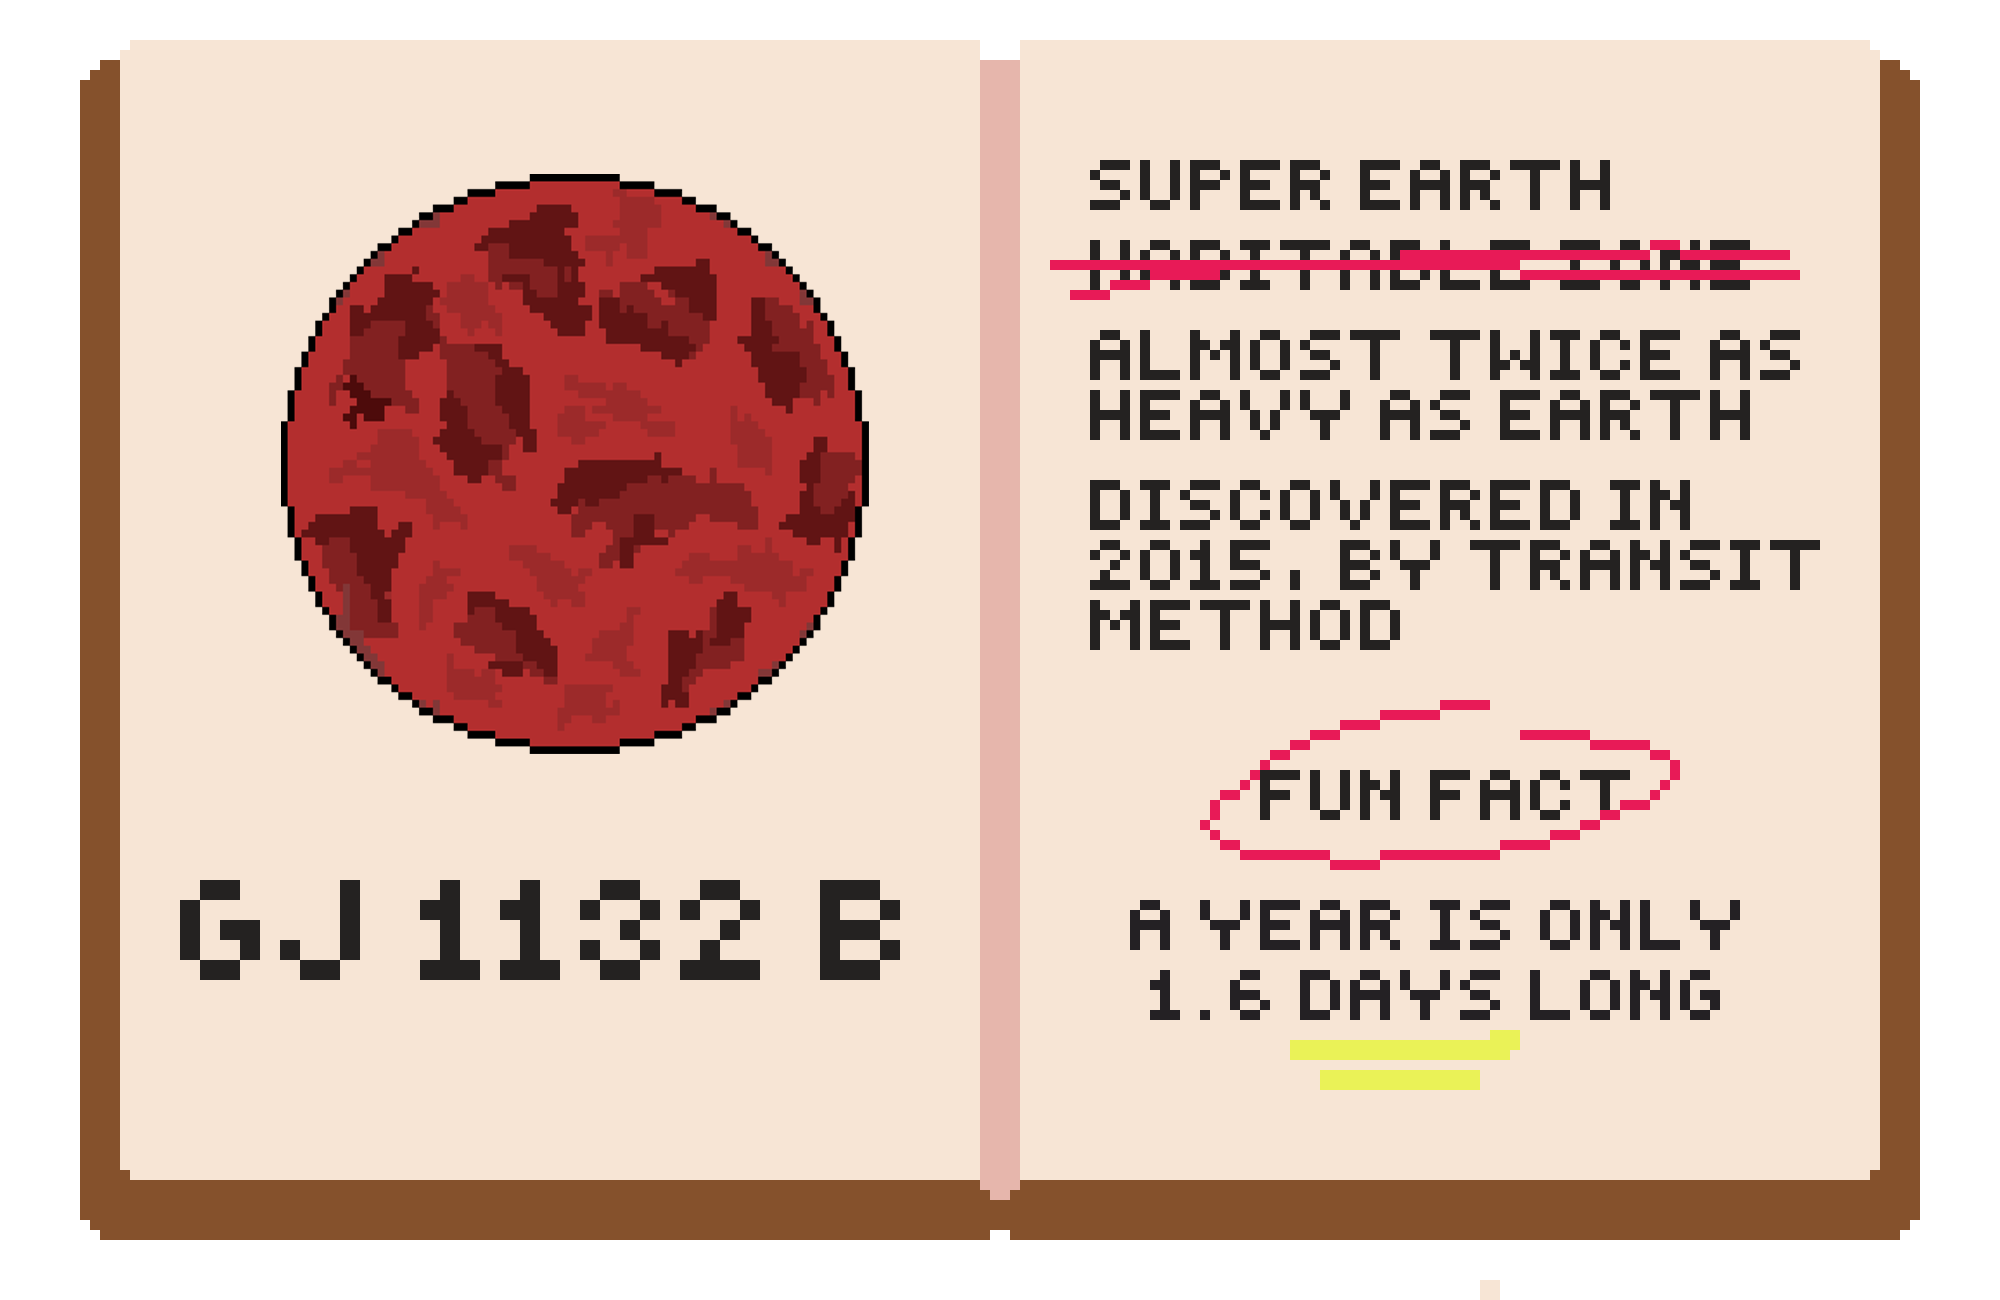 GJ 1132 B
SUPER EARTH
HABITABLE ZONE
ALMOST TWICE AS
HEAVY AS EARTH
DISCOVERED IN
2015, BY TRANSIT
METHOD
FUN FACT
A YEAR IS ONLY
1.6 DAYS LONG